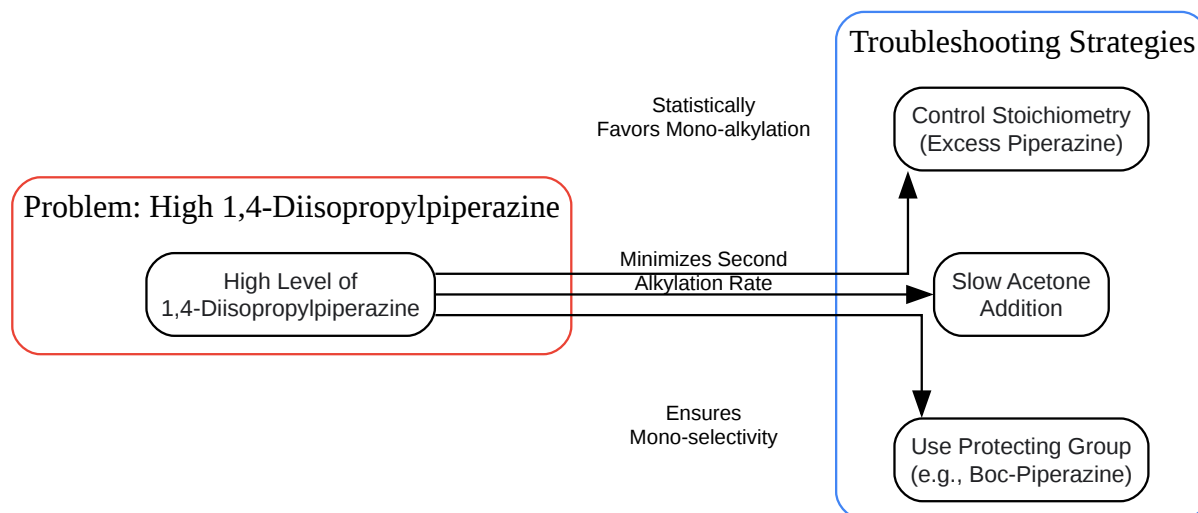 Troubleshooting Strategies
Statistically
Favors Mono-alkylation
Control Stoichiometry
(Excess Piperazine)
Problem: High 1,4-Diisopropylpiperazine
High Level of
1,4-Diisopropylpiperazine
Minimizes Second
Alkylation Rate
Slow Acetone
Addition
Ensures
Mono-selectivity
Use Protecting Group
(e.g., Boc-Piperazine)